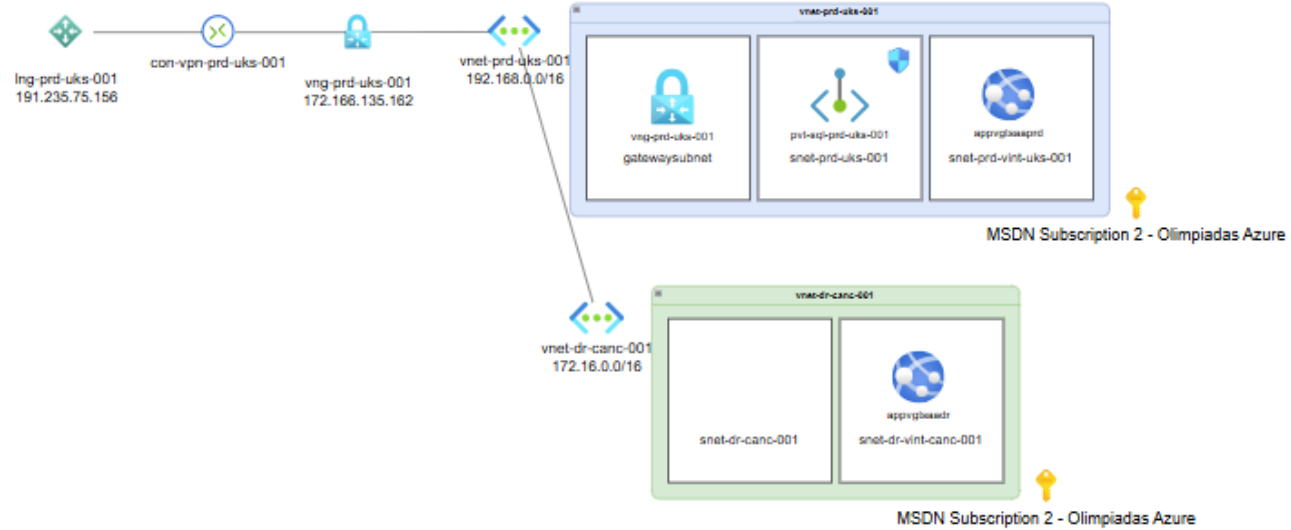 lng-prd-uks-001
191.235.75.156
con-vpn-prd-uks-001
vng-prd-uks-001
172.166.135.162
vnet-prd-uks-001
192.168.0.0/16
vnet-prd-uks-001
vng-prd-uks-001
gatewaysubnet
pvt-sql-prd-uks-001
snet-prd-uks-001
snet-prd-vint-uks-001
MSDN Subscription 2 - Olimpiadas Azure
vnet-dr-canc-001
172.16.0.0/16
vnet-dr-canc-001
snet-dr-canc-001
snet-dr-vint-canc-001
MSDN Subscription 2 - Olimpiadas Azure